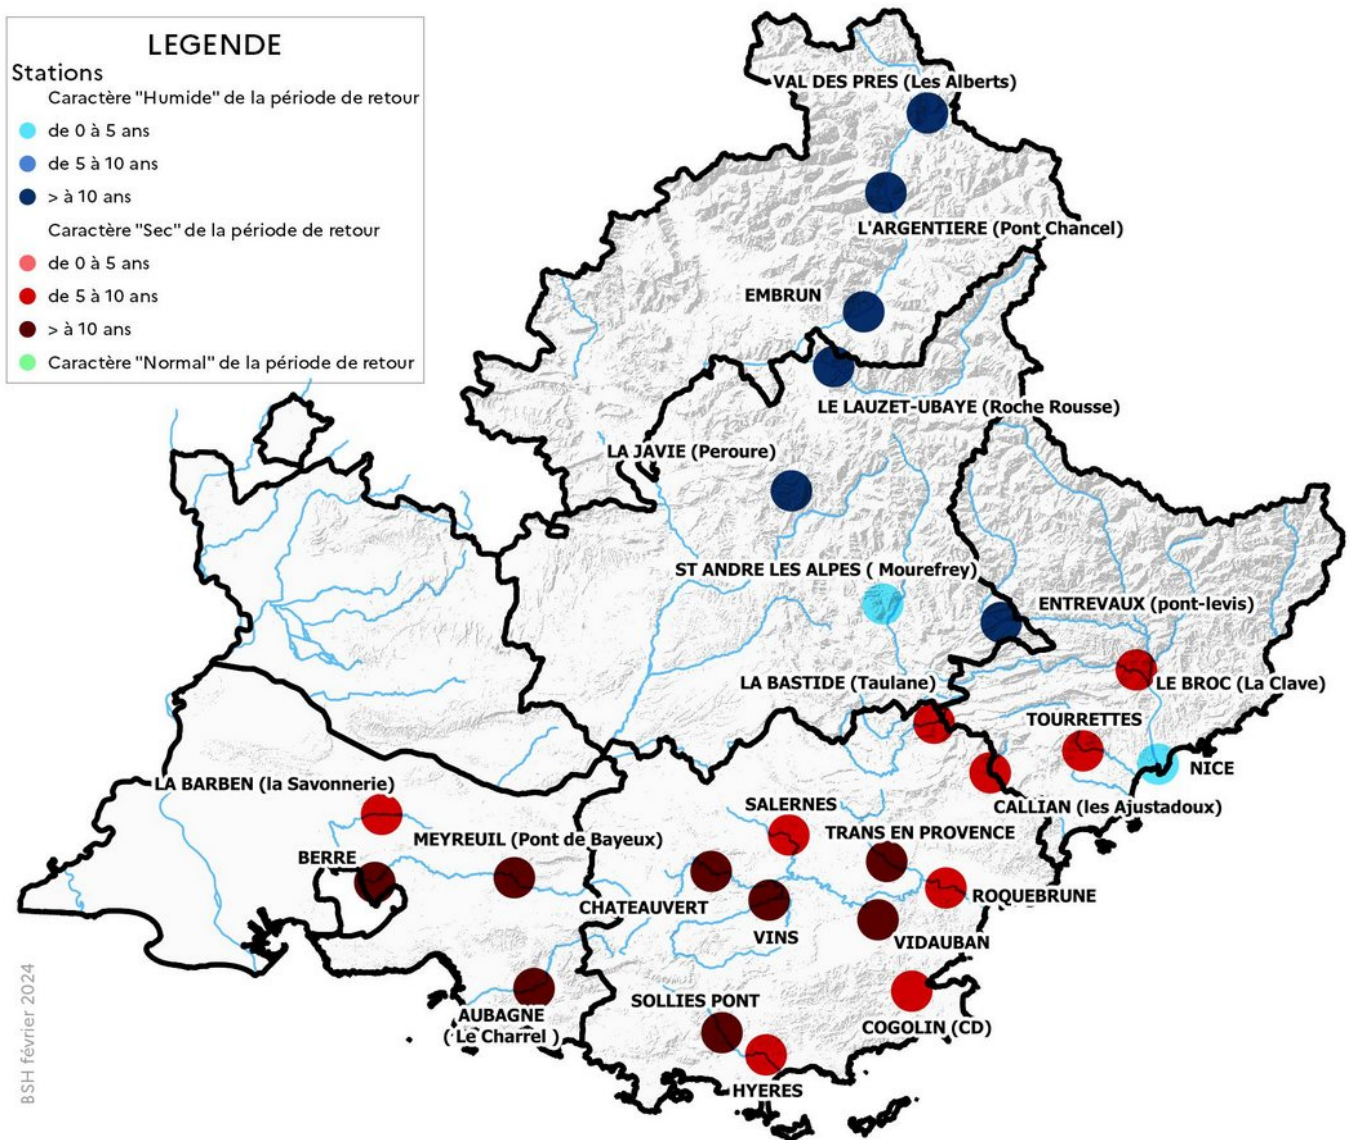 LEGENDE
Stations
Caractère "Humide" de la période de retour
de 0 à 5 ans
de 5 à 10 ans
> à 10 ans
Caractère "Sec" de la période de retour
de 0 à 5 ans
de 5 à 10 ans
> à 10 ans
Caractère "Normal" de la période de retour
VAL DES PRES (Les Alberts)
L'ARGENTIERE (Pont Chancel)
EMBRUN
LE LAUZET-UBAYE (Roche Rousse)
LA JAVIE (Peroure)
ST ANDRE LES ALPES ( Mourefrey)
ENTREVAUX (pont-levis)
LA BASTIDE (Taulane)
LE BROC (La Clave)
TOURRETTES
NICE
LA BARBEN (la Savonnerie)
CALLIAN (les Ajustadoux)
SALERNES
TRANS EN PROVENCE
MEYREUIL (Pont de Bayeux)
BERRE
ROQUEBRUNE
CHATEAUVERT
VINS
VIDAUBAN
SOLLIES PONT
AUBAGNE
( Le Charrel )
COGOLIN (CD)
HYERES
BSH février 2024